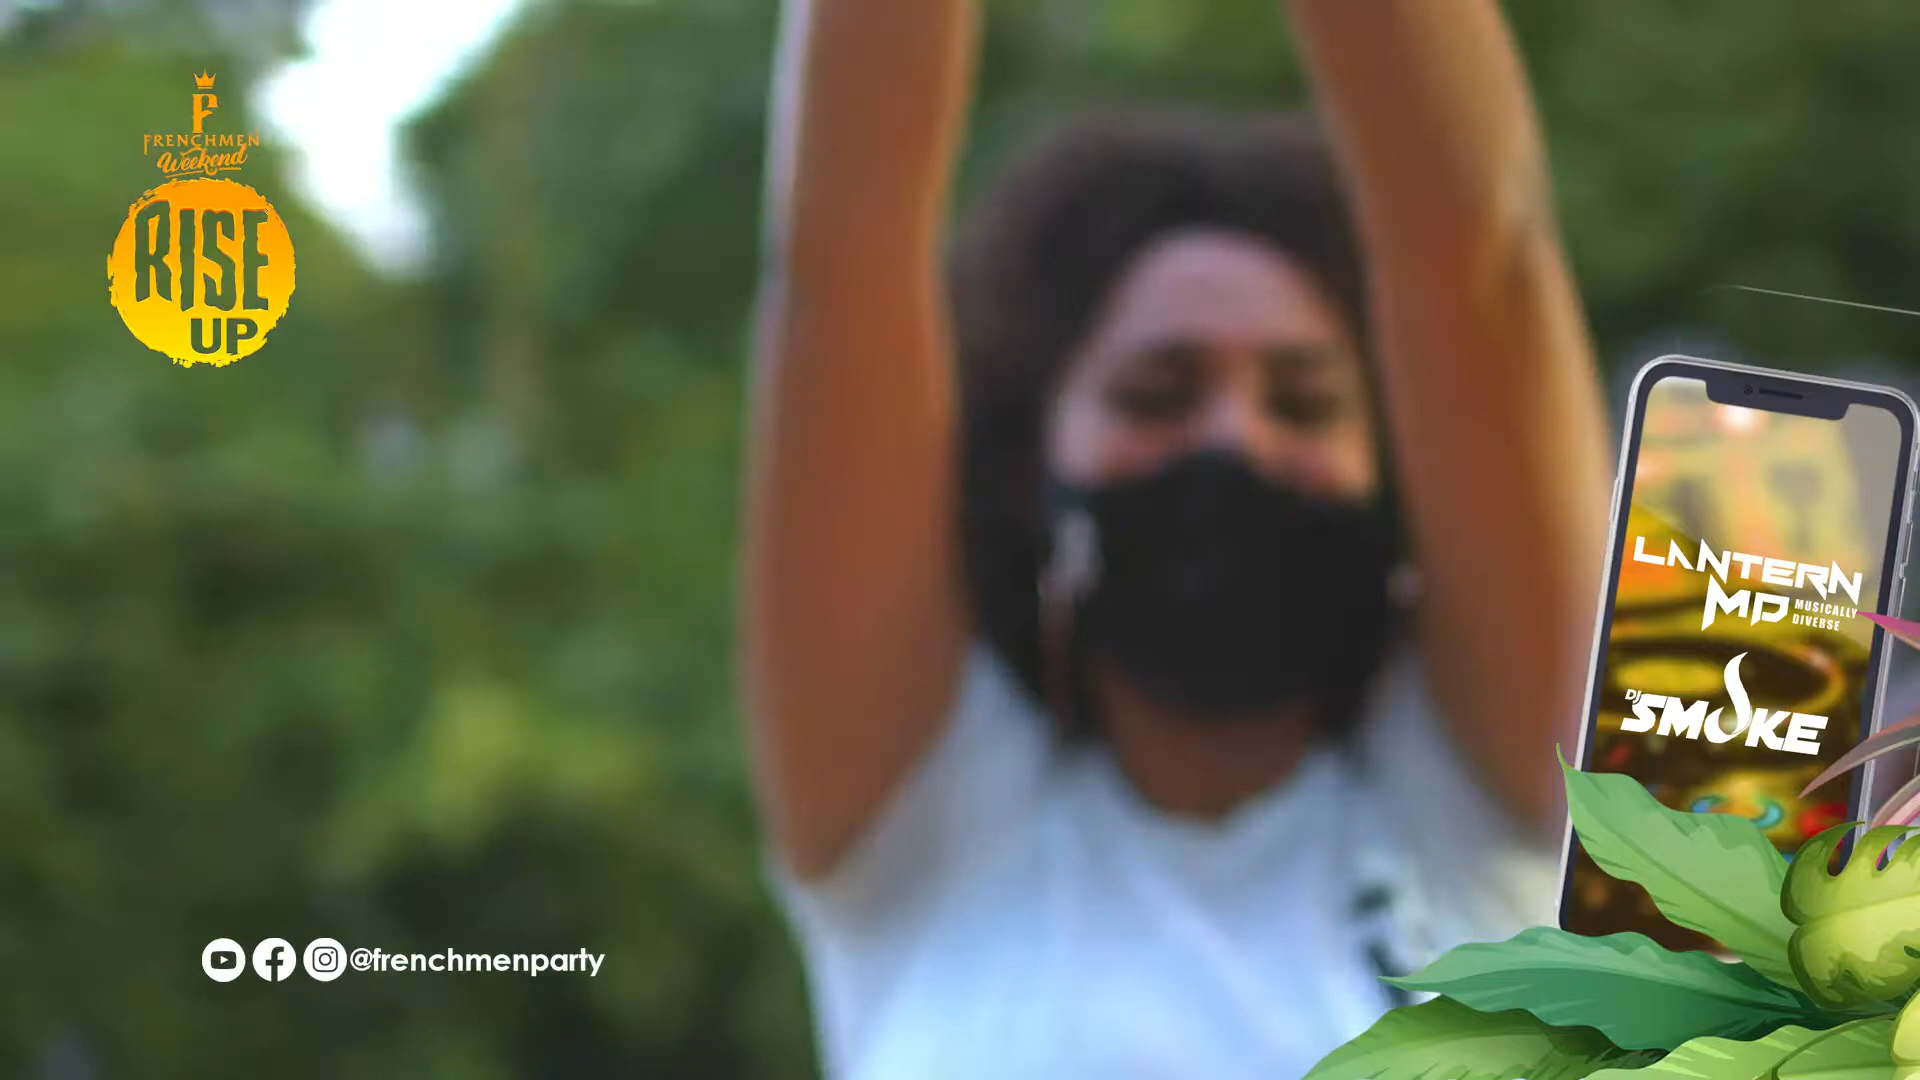 F
FRENCHMEN
Weekend
RISE
UP
LANTERN
MD MUSICALLY
DIVERSE
DJ
SMOKE
@frenchmenparty